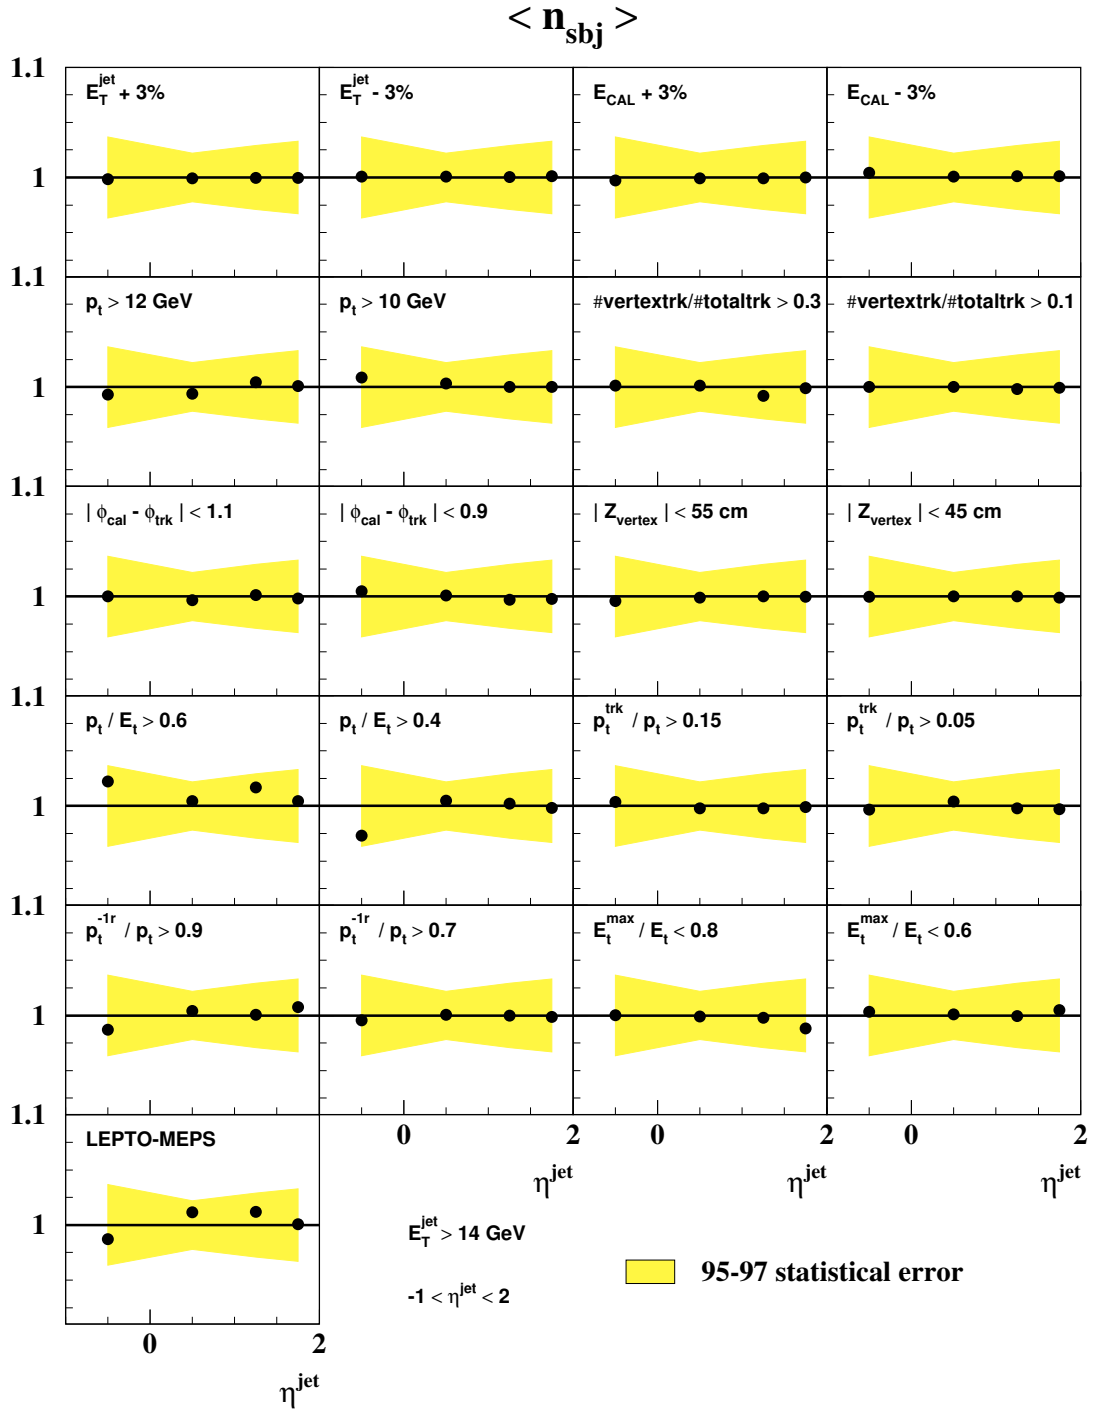 < n_sbj >
1.1
E_T^jet + 3% E_T^jet - 3% E_CAL + 3% E_CAL - 3%
1
1.1
p_t > 12 GeV p_t > 10 GeV #vertextrk/#totaltrk > 0.3 #vertextrk/#totaltrk > 0.1
1
1.1
| ϕ_cal - ϕ_trk | < 1.1 | ϕ_cal - ϕ_trk | < 0.9 | Z_vertex | < 55 cm | Z_vertex | < 45 cm
1
1.1
p_t / E_t > 0.6 p_t / E_t > 0.4 p_t^trk / p_t > 0.15 p_t^trk / p_t > 0.05
1
1.1
p_t^-1r / p_t > 0.9 p_t^-1r / p_t > 0.7 E_t^max / E_t < 0.8 E_t^max / E_t < 0.6
1
1.1
LEPTO-MEPS
0 2 0 2 0 2
η^jet η^jet η^jet
1
E_T^jet > 14 GeV
95-97 statistical error
-1 < η^jet < 2
0 2
η^jet